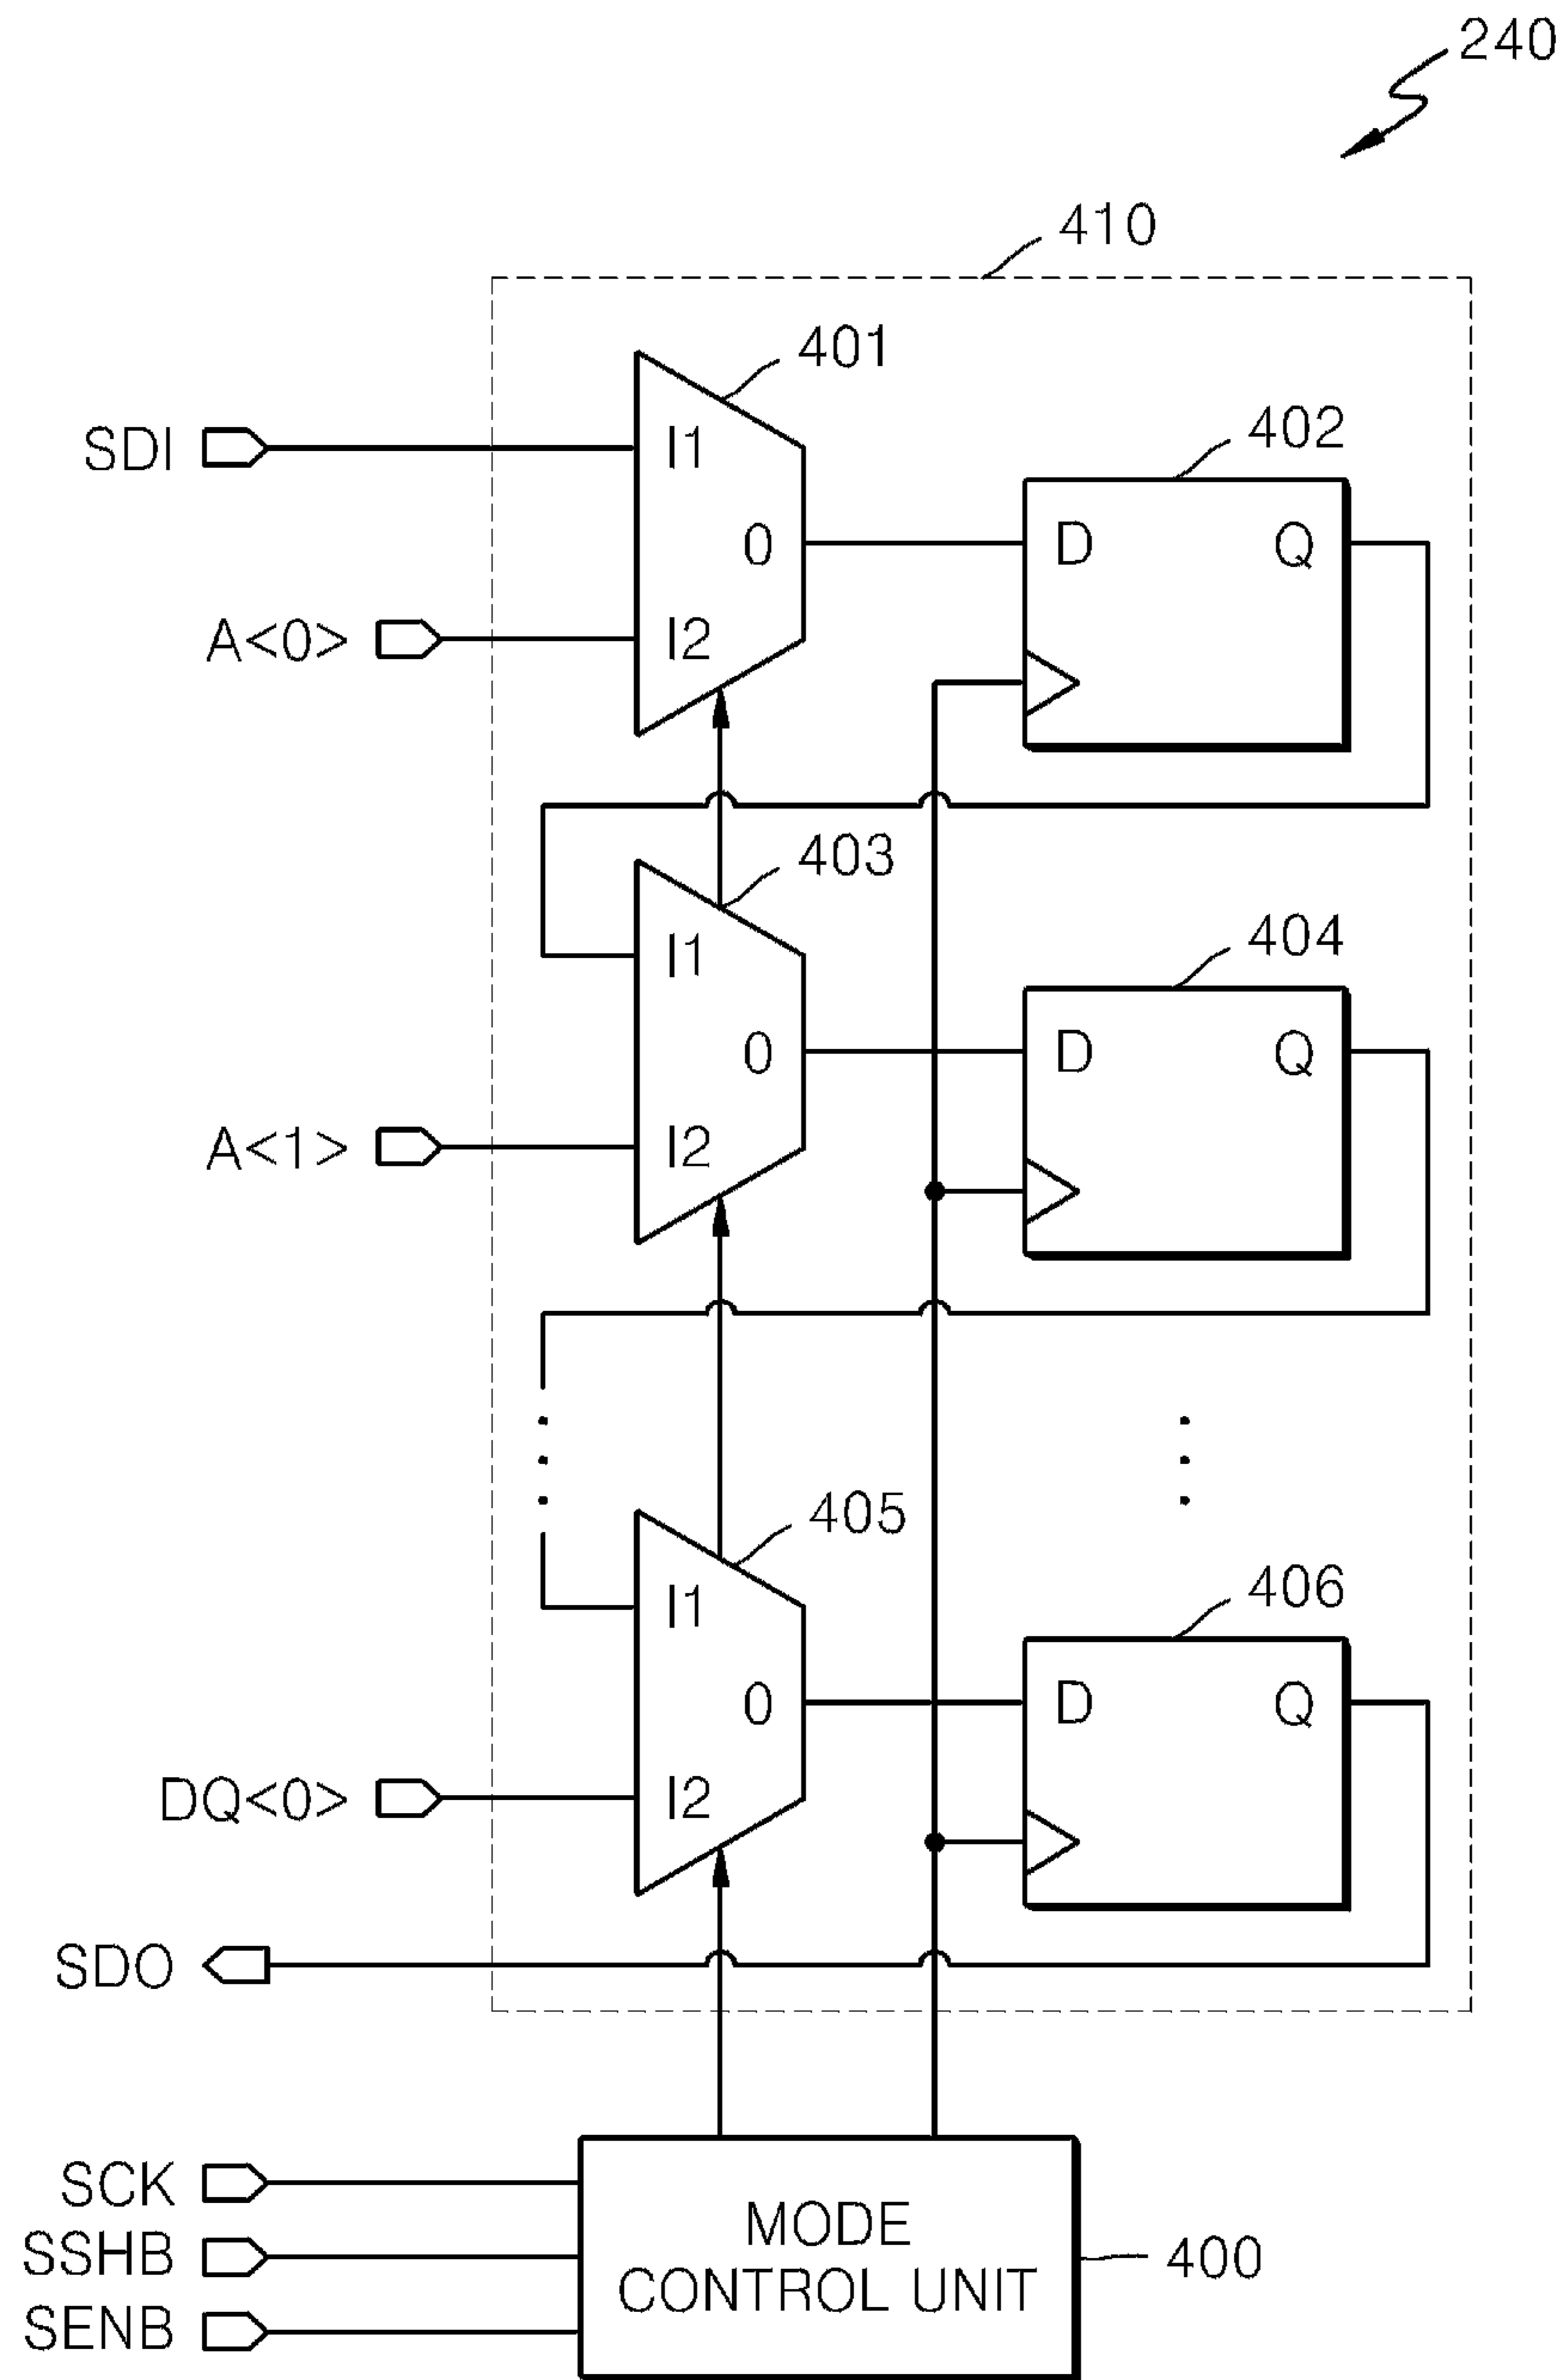 240
410
401
SDI
I1
402
0
D
Q
A<0>
I2
403
I1
404
0
D
Q
A<1>
I2
405
I1
406
0
D
Q
DQ<0>
I2
SDO
SCK
SSHB
SENB
MODE
CONTROL UNIT
400